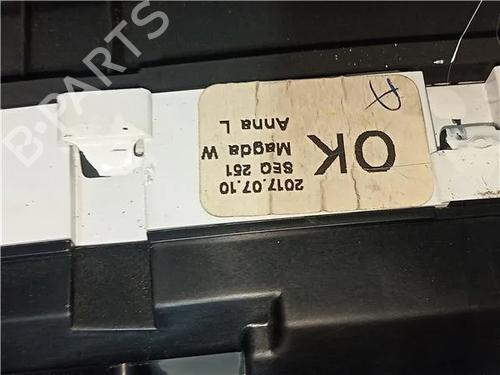 B-PARTS
2017.07.10
SEQ 251
Magda W
Anna L
OK